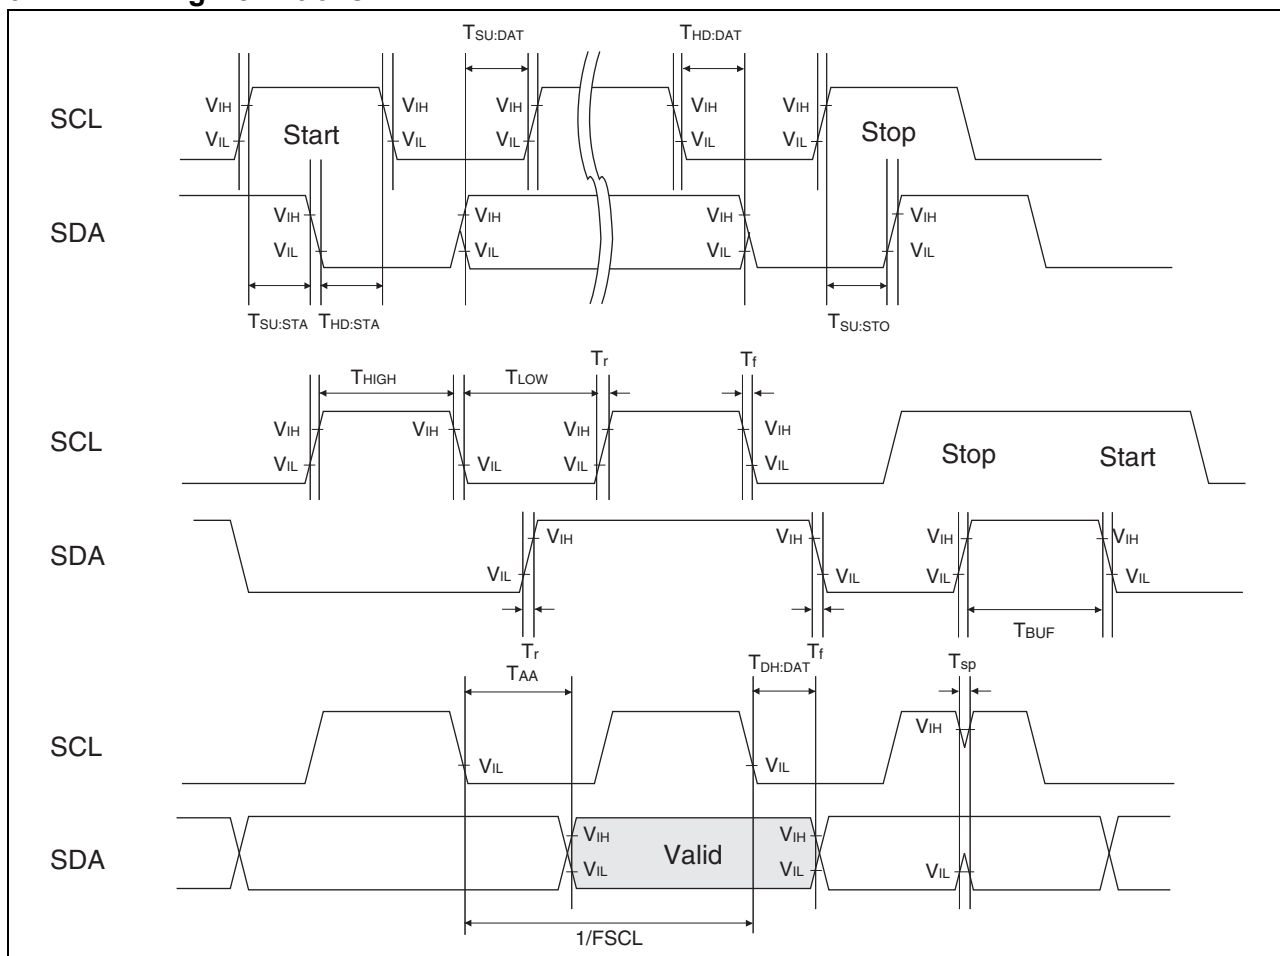 TSU:DAT THD:DAT
SCL VIH VIH VIH VIH VIH
Start Stop
VIL VIL VIL VIL VIL
SDA VIH VIH VIH VIH
VIL VIL VIL VIL
TSU:STA THD:STA TSU:STO
Tr Tf
THIGH TLOW
SCL VIH VIH VIH VIH
VIL VIL VIL VIL
Stop Start
SDA VIH VIH VIH VIH
VIL VIL VIL VIL
Tr Tf TBUF
TAA TDH:DAT Tsp
SCL VIH
VIL VIL
SDA VIH VIH
Valid
VIL VIL VIL
1/FSCL